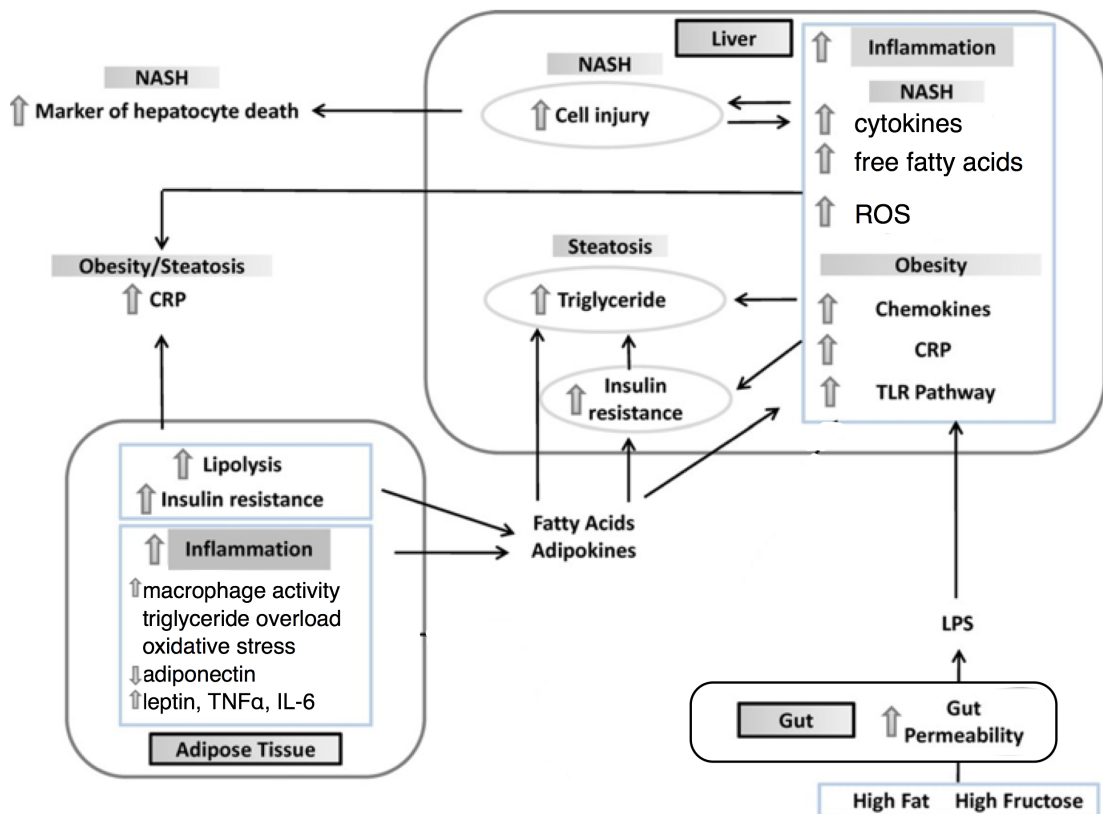 Liver
Inflammation
NASH
NASH
NASH
Marker of hepatocyte death
Cell injury
cytokines
free fatty acids
ROS
Steatosis
Obesity/Steatosis
Obesity
CRP
Triglyceride
Chemokines
CRP
Insulin
resistance
TLR Pathway
Lipolysis
Insulin resistance
Fatty Acids
Adipokines
Inflammation
macrophage activity
triglyceride overload
oxidative stress
adiponectin
leptin, TNFα, IL-6
Adipose Tissue
LPS
Gut
Gut
Permeability
High Fat High Fructose